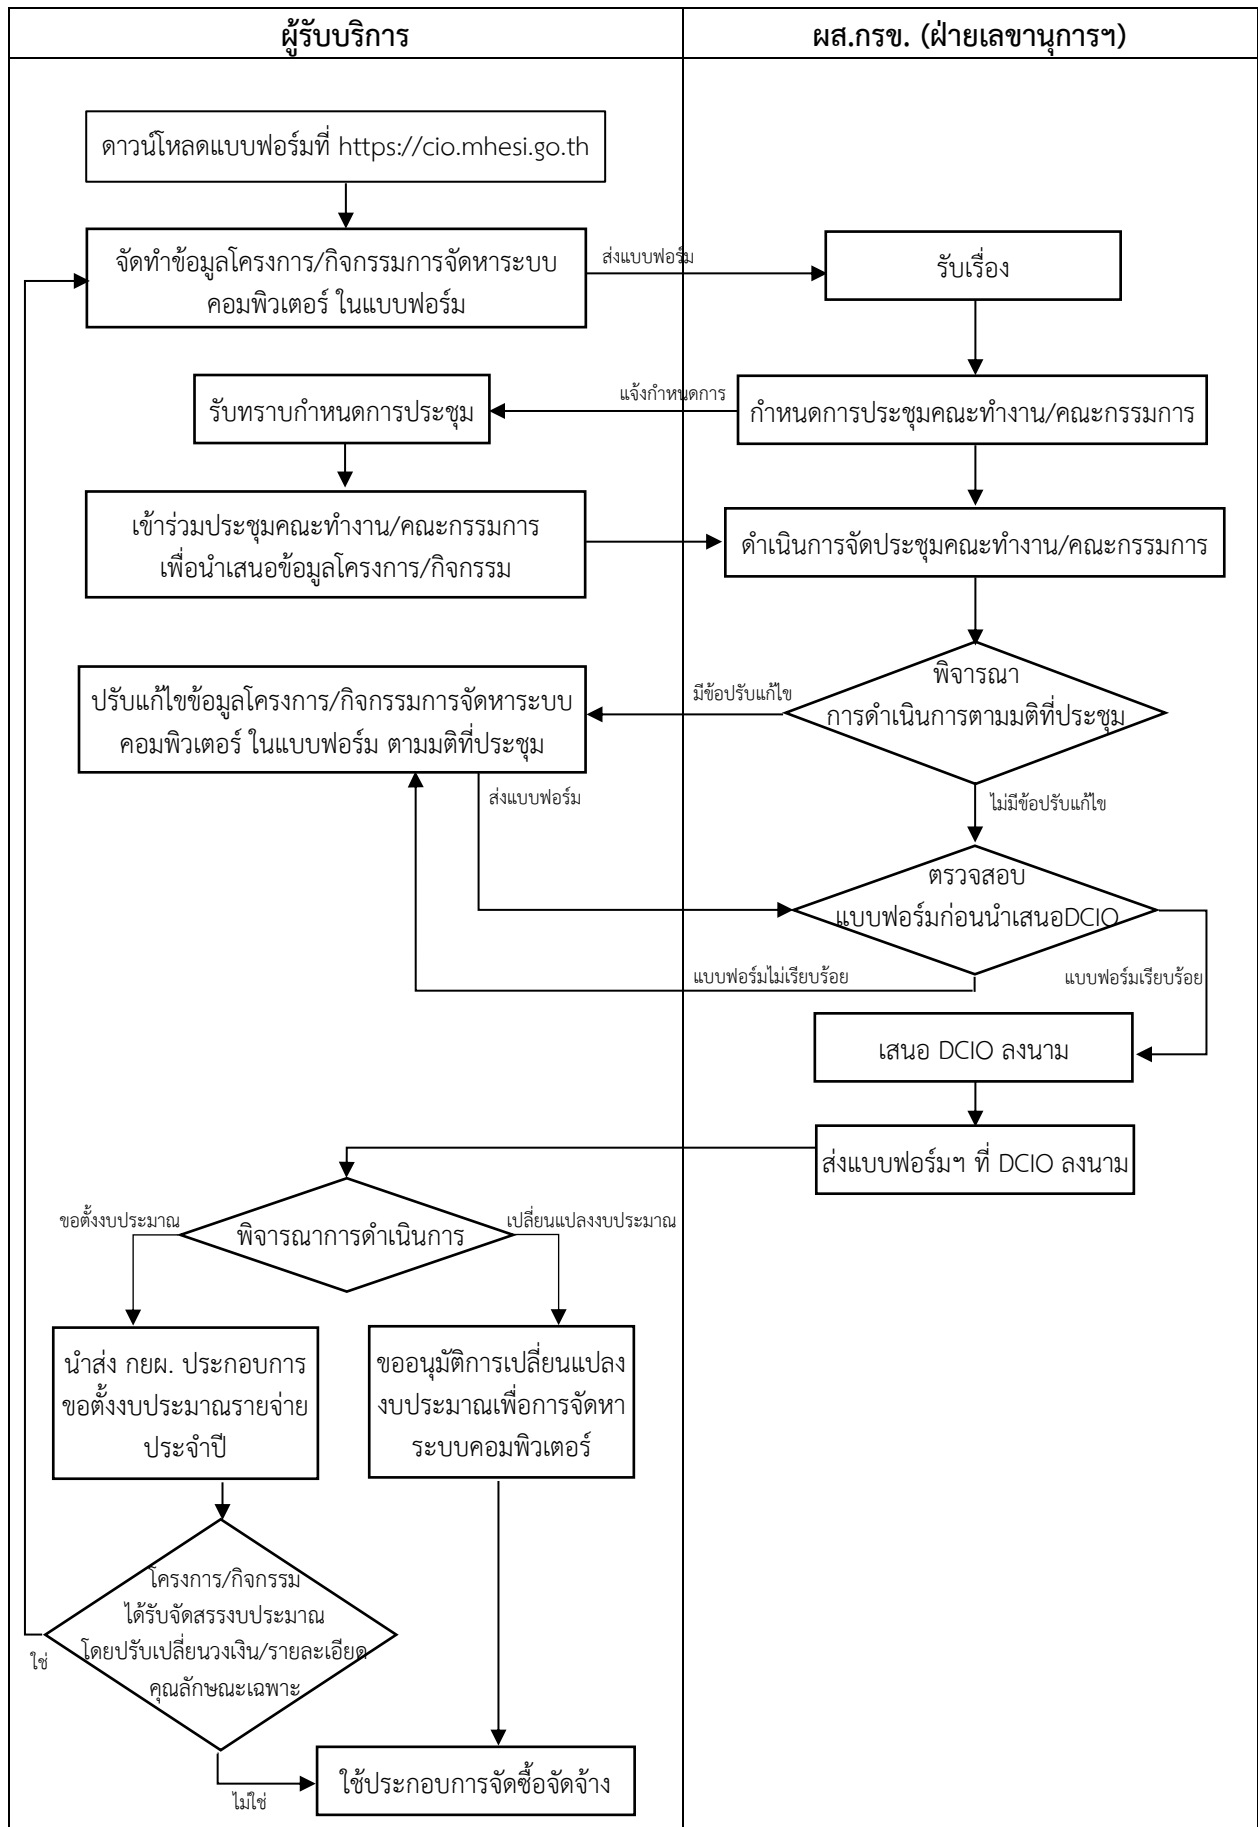 ผู้รับบริการ
ผส.กรข. (ฝ่ายเลขานุการฯ)
ดาวน์โหลดแบบฟอร์มที่ https://cio.mhesi.go.th
จัดทำข้อมูลโครงการ/กิจกรรมการจัดหาระบบ
คอมพิวเตอร์ ในแบบฟอร์ม
ส่งแบบฟอร์ม
รับเรื่อง
รับทราบกำหนดการประชุม
แจ้งกำหนดการ
กำหนดการประชุมคณะทำงาน/คณะกรรมการ
เข้าร่วมประชุมคณะทำงาน/คณะกรรมการ
เพื่อนำเสนอข้อมูลโครงการ/กิจกรรม
ดำเนินการจัดประชุมคณะทำงาน/คณะกรรมการ
พิจารณา
การดำเนินการตามมติที่ประชุม
มีข้อปรับแก้ไข
ปรับแก้ไขข้อมูลโครงการ/กิจกรรมการจัดหาระบบ
คอมพิวเตอร์ ในแบบฟอร์ม ตามมติที่ประชุม
ส่งแบบฟอร์ม
ไม่มีข้อปรับแก้ไข
ตรวจสอบ
แบบฟอร์มก่อนนำเสนอDCIO
แบบฟอร์มไม่เรียบร้อย
แบบฟอร์มเรียบร้อย
เสนอ DCIO ลงนาม
ส่งแบบฟอร์มฯ ที่ DCIO ลงนาม
ขอตั้งงบประมาณ
พิจารณาการดำเนินการ
เปลี่ยนแปลงงบประมาณ
นำส่ง กยผ. ประกอบการ
ขอตั้งงบประมาณรายจ่าย
ประจำปี
ขออนุมัติการเปลี่ยนแปลง
งบประมาณเพื่อการจัดหา
ระบบคอมพิวเตอร์
โครงการ/กิจกรรม
ได้รับจัดสรรงบประมาณ
โดยปรับเปลี่ยนวงเงิน/รายละเอียด
คุณลักษณะเฉพาะ
ใช่
ไม่ใช่
ใช้ประกอบการจัดซื้อจัดจ้าง